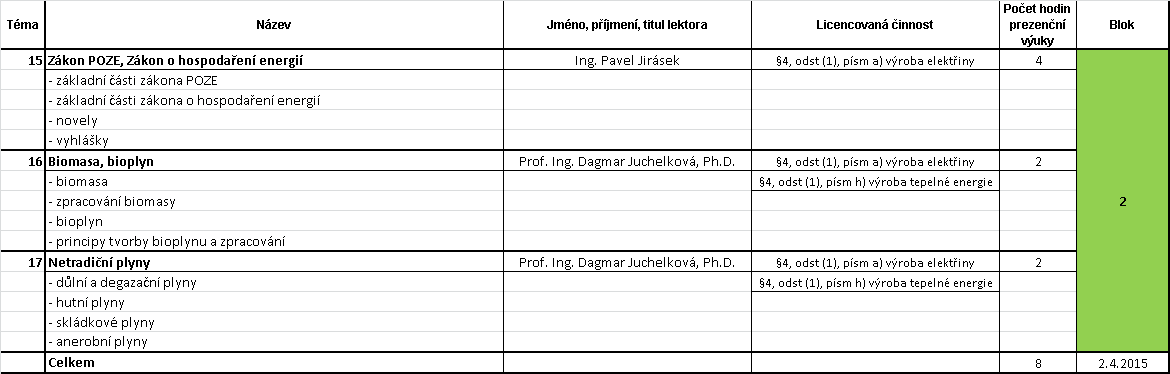 Téma Název Jméno, příjmení, titul lektora Licencovaná činnost Počet hodin prezenční výuky Blok
15 Zákon POZE, Zákon o hospodaření energií Ing. Pavel Jirásek §4, odst (1), písm a) výroba elektřiny 4
- základní části zákona POZE
- základní části zákona o hospodaření energií
- novely
- vyhlášky
16 Biomasa, bioplyn Prof. Ing. Dagmar Juchelková, Ph.D. §4, odst (1), písm a) výroba elektřiny 2
- biomasa §4, odst (1), písm h) výroba tepelné energie
- zpracování biomasy 2
- bioplyn
- principy tvorby bioplynu a zpracování
17 Netradiční plyny Prof. Ing. Dagmar Juchelková, Ph.D. §4, odst (1), písm a) výroba elektřiny 2
- důlní a degazační plyny §4, odst (1), písm h) výroba tepelné energie
- hutní plyny
- skládkové plyny
- anerobní plyny
Celkem 8 2.4.2015